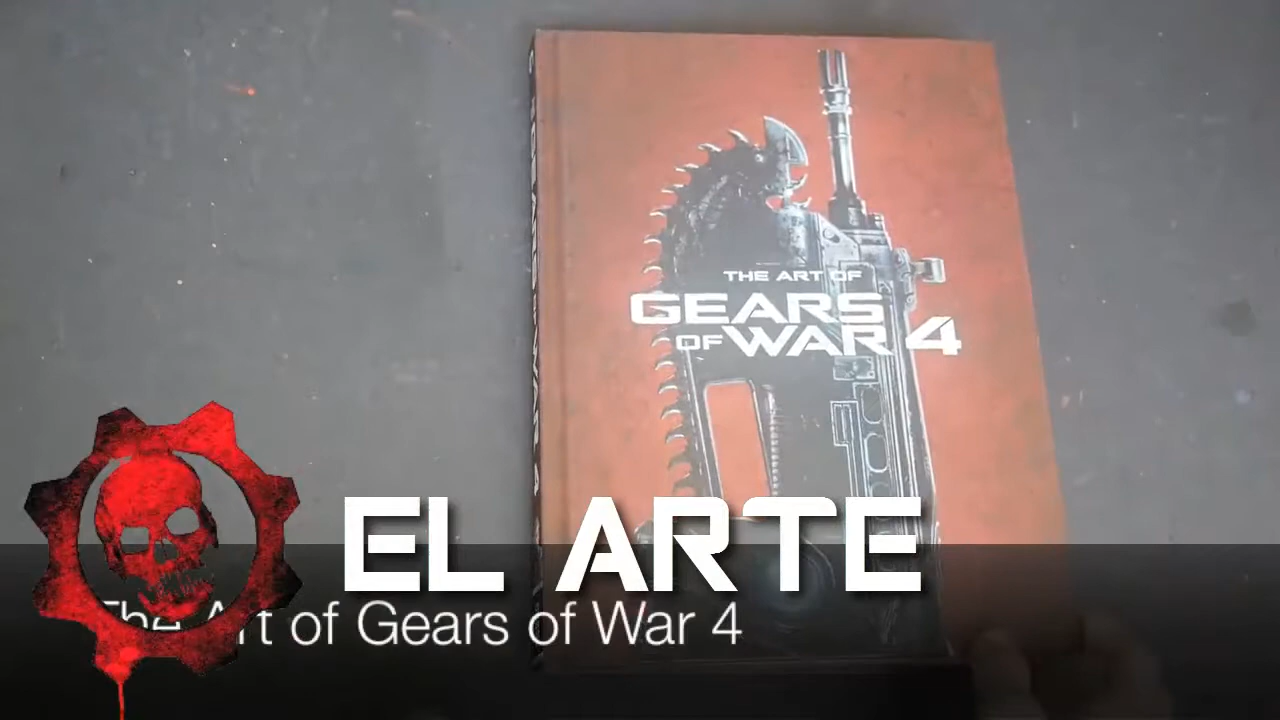 THE ART OF
GEARS
OF WAR 4
EL ARTE
The Art of Gears of War 4